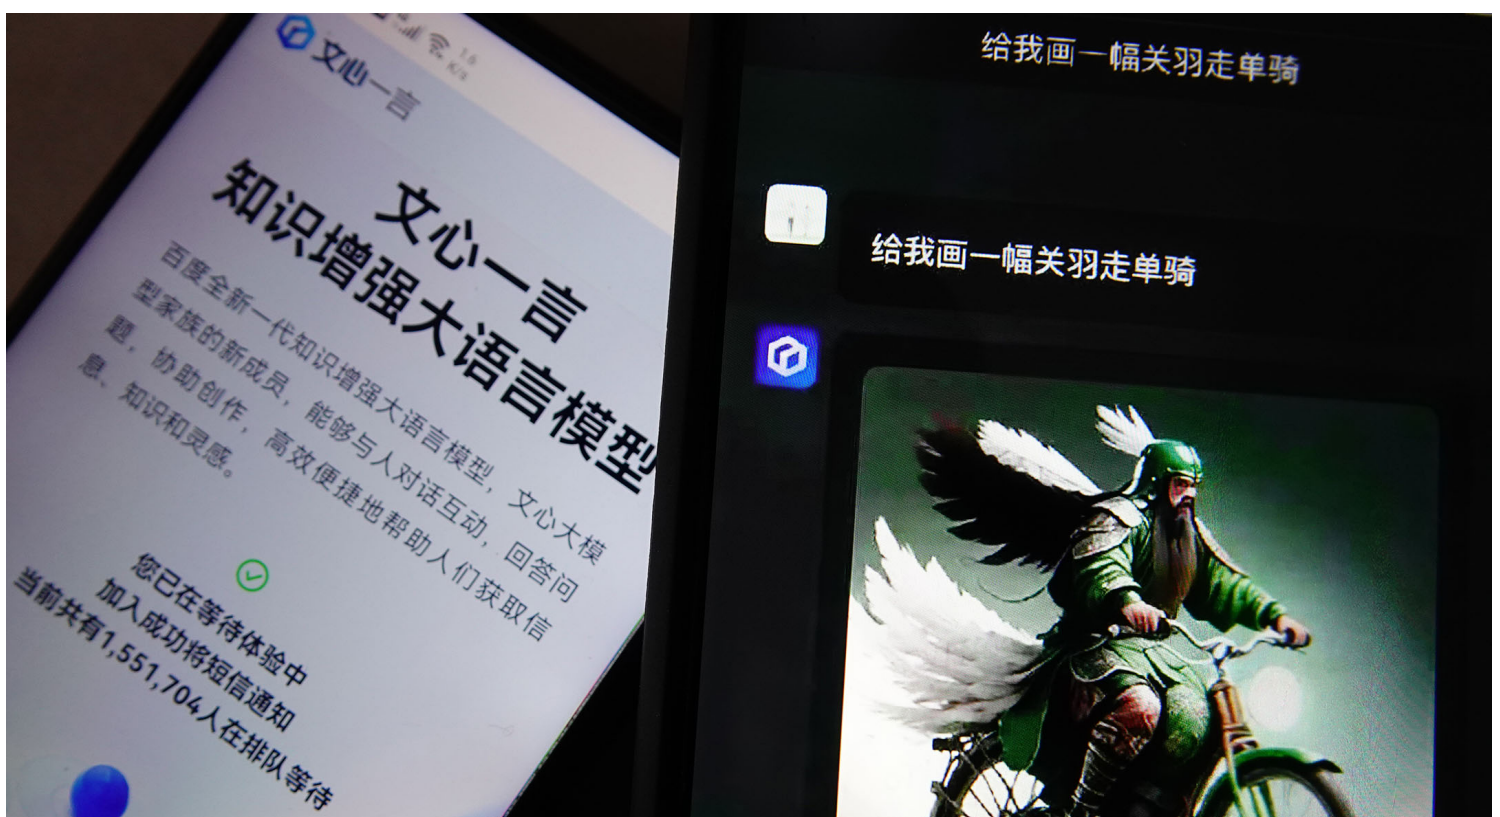 文心一言
1.6
K/s
文心一言
知识增强大语言模型
百度全新一代知识增强大语言模型，文心大模
型家族的新成员，能够与人对话互动，回答问
题，协助创作，高效便捷地帮助人们获取信
息、知识和灵感。
您已在等待体验中
加入成功将短信通知
当前共有1,551,704人在排队等待
给我画一幅关羽走单骑
给我画一幅关羽走单骑